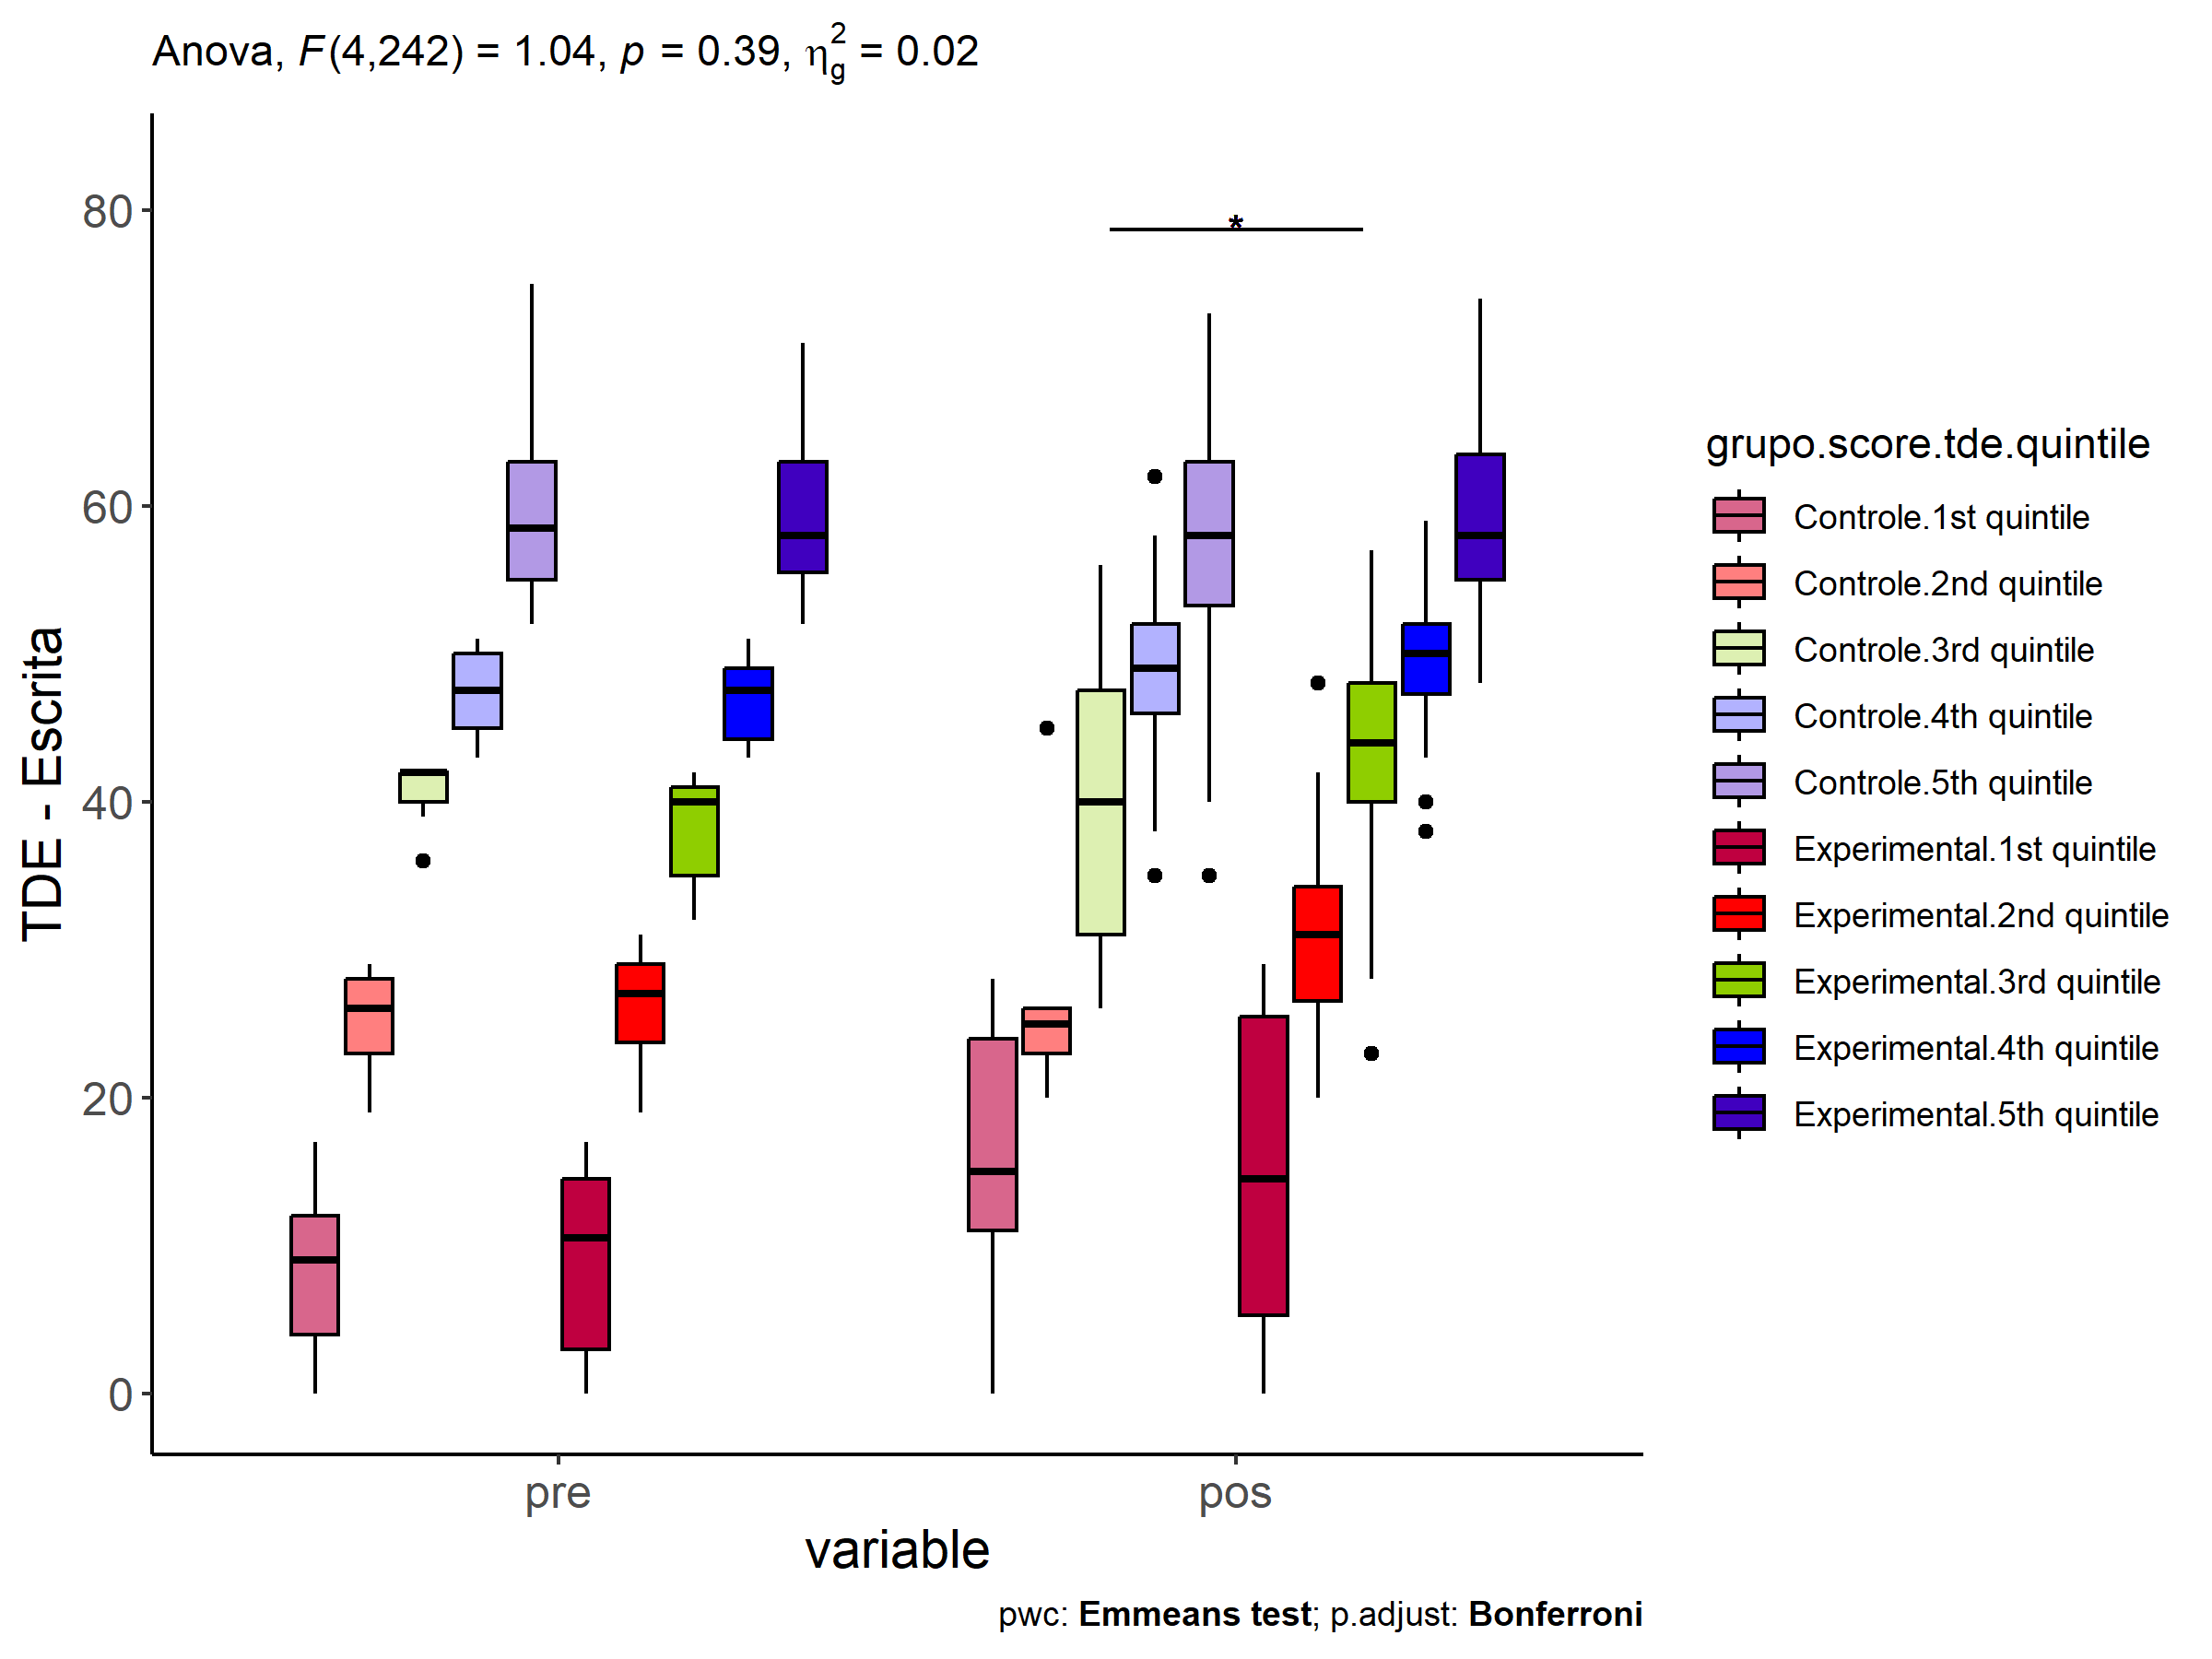 Anova, F(4,242) = 1.04, p = 0.39, η²g = 0.02
80
60
40
20
0
TDE - Escrita
*
pre
pos
variable
pwc: Emmeans test; p.adjust: Bonferroni
grupo.score.tde.quintile
Controle.1st quintile
Controle.2nd quintile
Controle.3rd quintile
Controle.4th quintile
Controle.5th quintile
Experimental.1st quintile
Experimental.2nd quintile
Experimental.3rd quintile
Experimental.4th quintile
Experimental.5th quintile